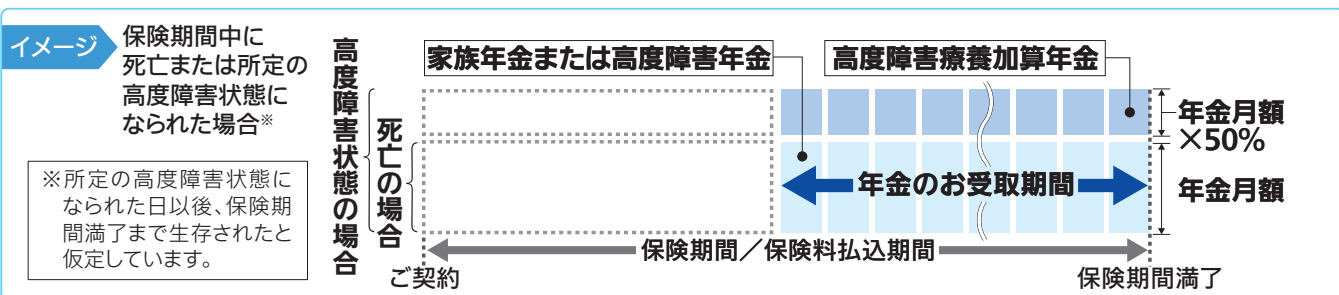 イメージ
保険期間中に
死亡または所定の
高度障害状態に
なられた場合※
※所定の高度障害状態に
なられた日以後、保険期
間満了まで生存されたと
仮定しています。
高度障害状態の場合
死亡の場合
家族年金または高度障害年金
高度障害療養加算年金
年金月額
×50%
年金のお受取期間
年金月額
保険期間／保険料払込期間
ご契約
保険期間満了